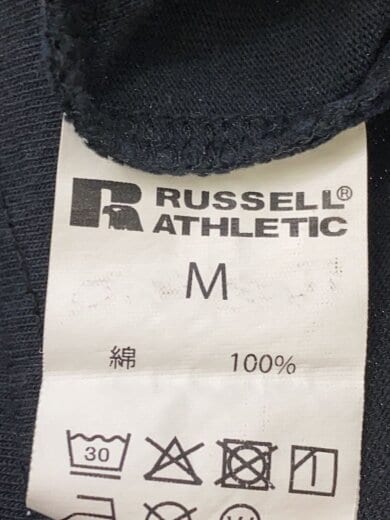 RUSSELL®
ATHLETIC
M
綿 100%
30